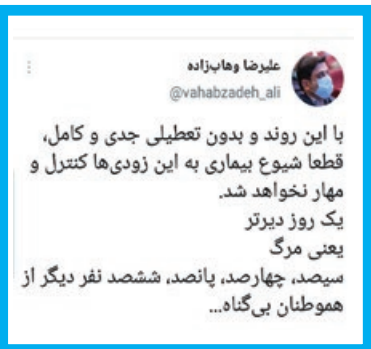 علیرضا وهاب‌زاده
@vahabzadeh_ali
با این روند و بدون تعطیلی جدی و کامل،
قطعا شیوع بیماری به این زودی‌ها کنترل و
مهار نخواهد شد.
یک روز دیرتر
یعنی مرگ
سیصد، چهارصد، پانصد، ششصد نفر دیگر از
هموطنان بی‌گناه...